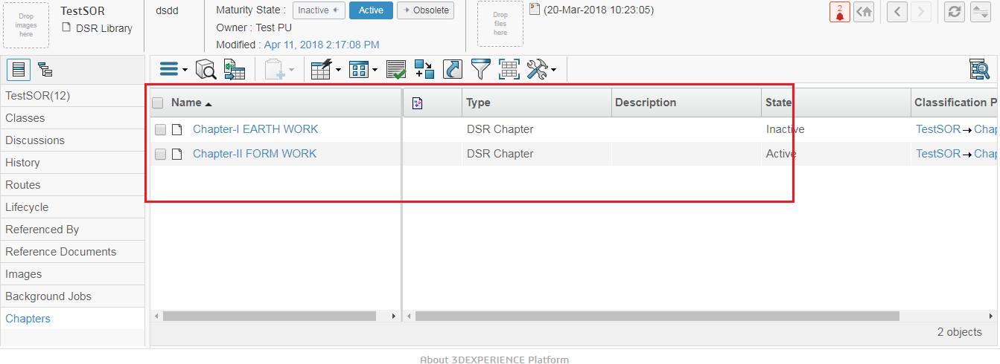 Drop
images
here
TestSOR
DSR Library
dsdd
Maturity State :
Inactive
Active
Obsolete
Owner : Test PU
Modified : Apr 11, 2018 2:17:08 PM
Drop
files
here
(20-Mar-2018 10:23:05)
2
TestSOR(12)
Classes
Discussions
History
Routes
Lifecycle
Referenced By
Reference Documents
Images
Background Jobs
Chapters
Name Type Description State Classification P
Chapter-I EARTH WORK DSR Chapter Inactive TestSOR Chap
Chapter-II FORM WORK DSR Chapter Active TestSOR Chap
2 objects
About 3DEXPERIENCE Platform